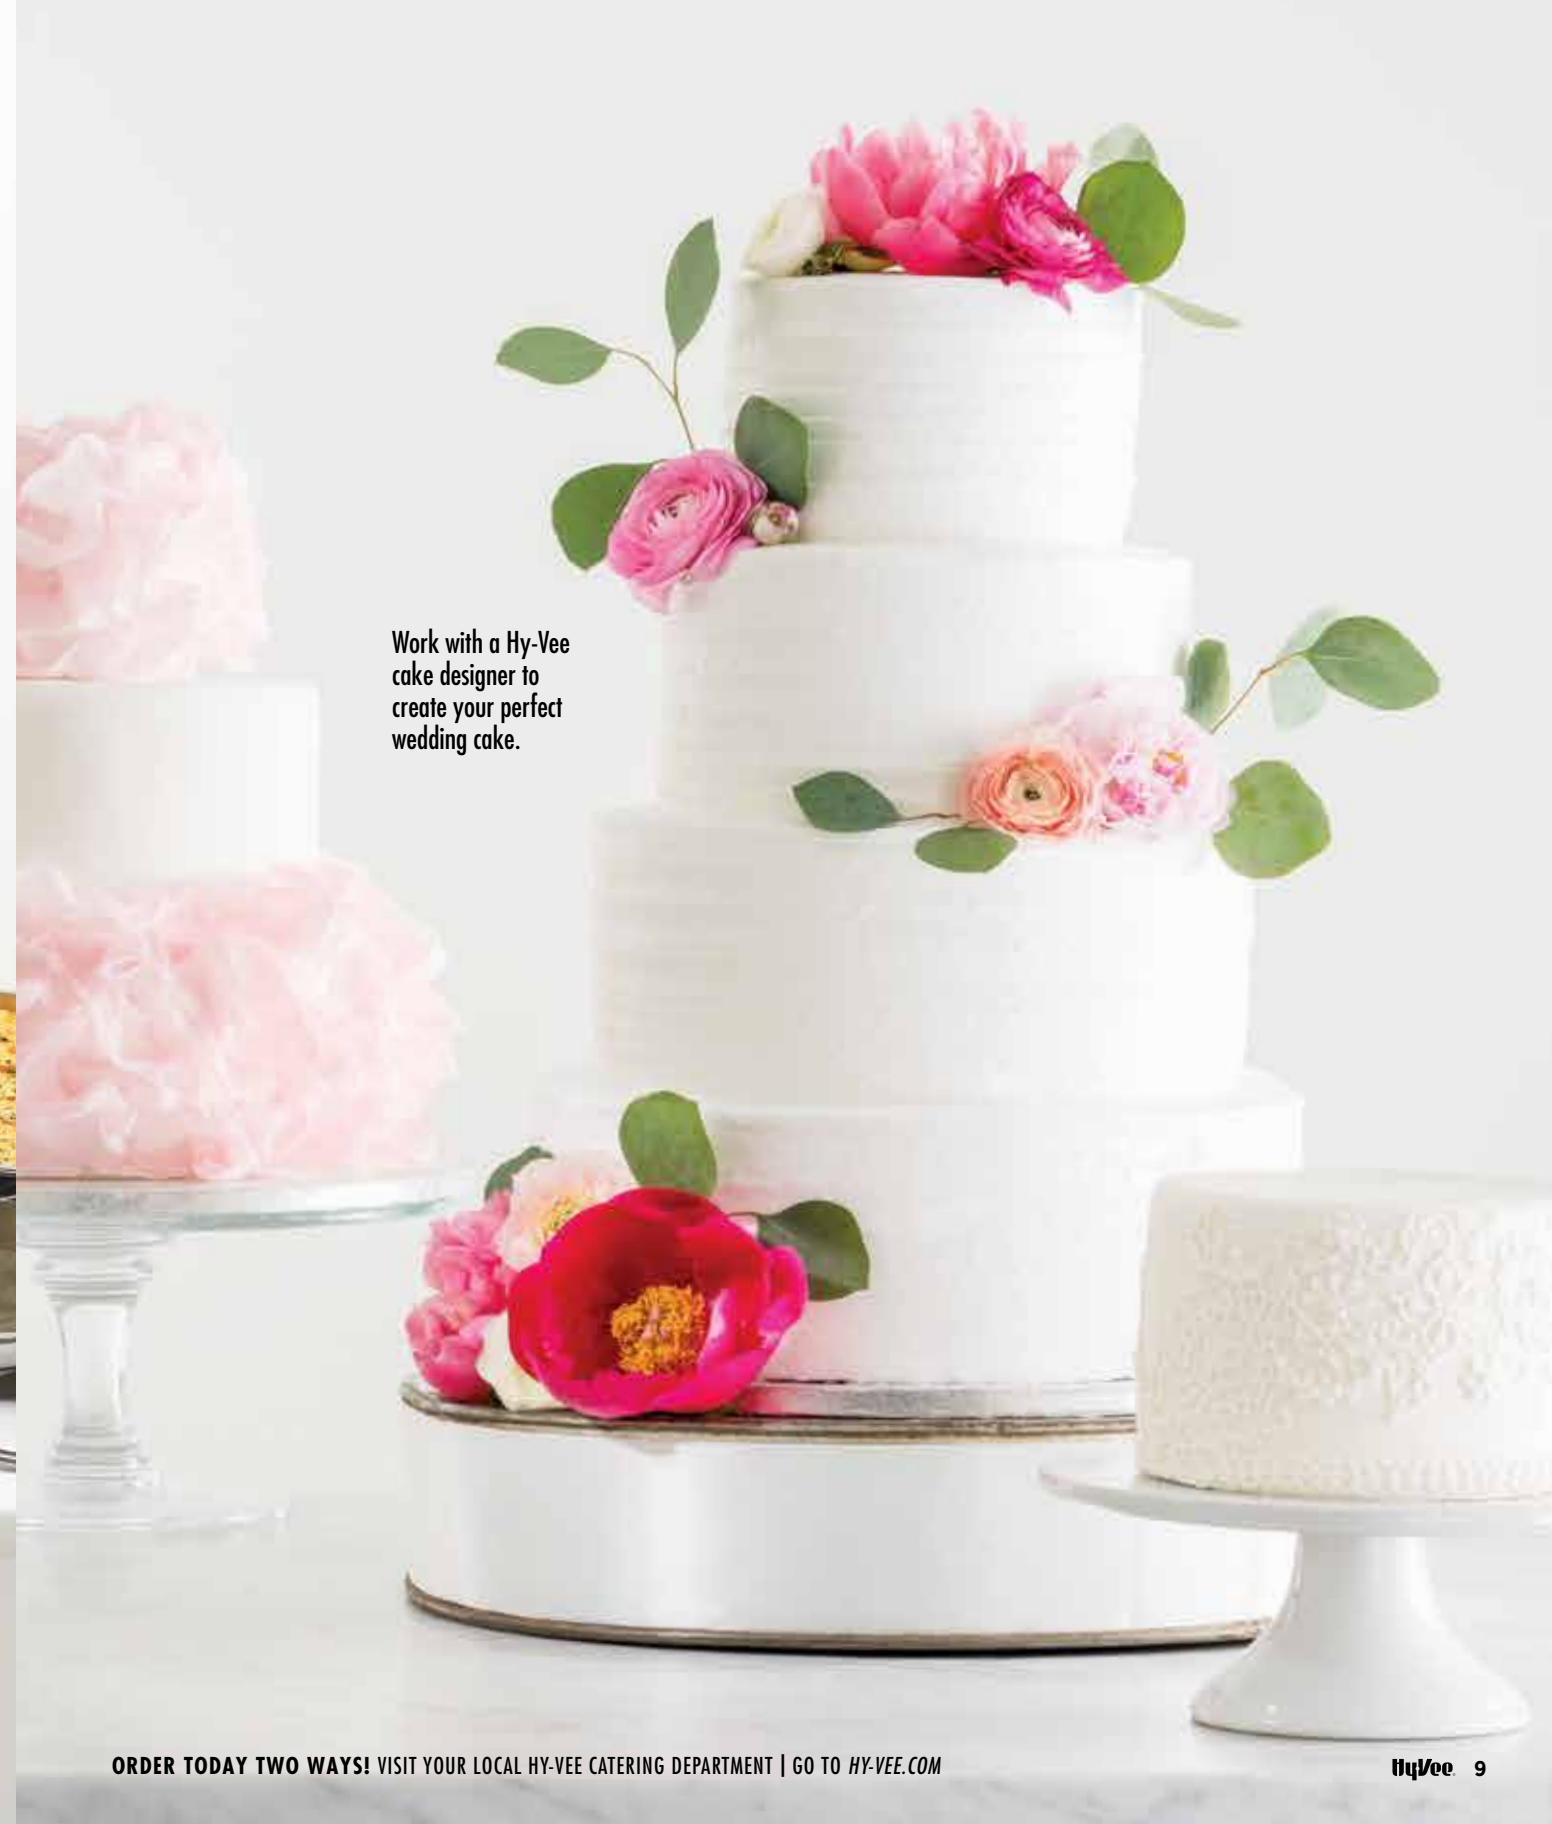 Work with a Hy-Vee
cake designer to
create your perfect
wedding cake.
ORDER TODAY TWO WAYS! VISIT YOUR LOCAL HY-VEE CATERING DEPARTMENT | GO TO HY-VEE.COM
HyVee 9